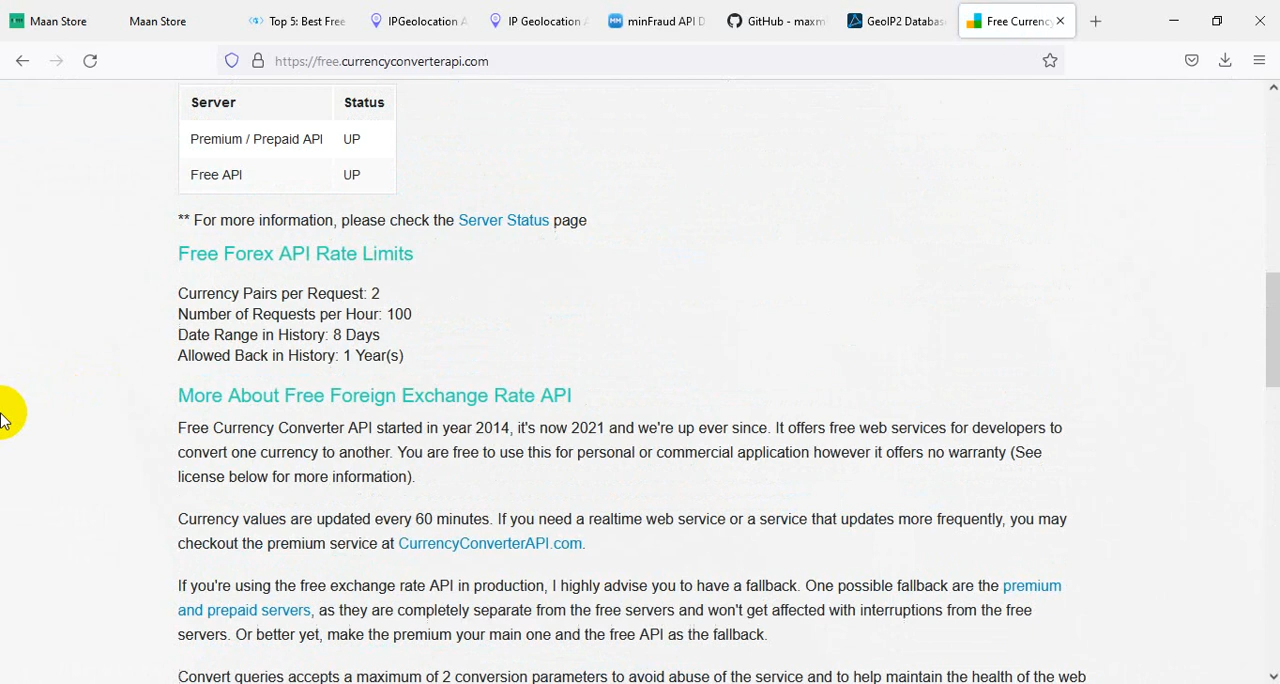 Maan Store
Maan Store
Top 5: Best Free
IPGeolocation A
IP Geolocation A
minFraud API D
GitHub - maxm
GeoIP2 Databas
Free Currency
https://free.currencyconverterapi.com
Server Status
Premium / Prepaid API UP
Free API UP
** For more information, please check the Server Status page
Free Forex API Rate Limits
Currency Pairs per Request: 2
Number of Requests per Hour: 100
Date Range in History: 8 Days
Allowed Back in History: 1 Year(s)
More About Free Foreign Exchange Rate API
Free Currency Converter API started in year 2014, it's now 2021 and we're up ever since. It offers free web services for developers to
convert one currency to another. You are free to use this for personal or commercial application however it offers no warranty (See
license below for more information).
Currency values are updated every 60 minutes. If you need a realtime web service or a service that updates more frequently, you may
checkout the premium service at CurrencyConverterAPI.com.
If you're using the free exchange rate API in production, I highly advise you to have a fallback. One possible fallback are the premium
and prepaid servers, as they are completely separate from the free servers and won't get affected with interruptions from the free
servers. Or better yet, make the premium your main one and the free API as the fallback.
Convert queries accepts a maximum of 2 conversion parameters to avoid abuse of the service and to help maintain the health of the web